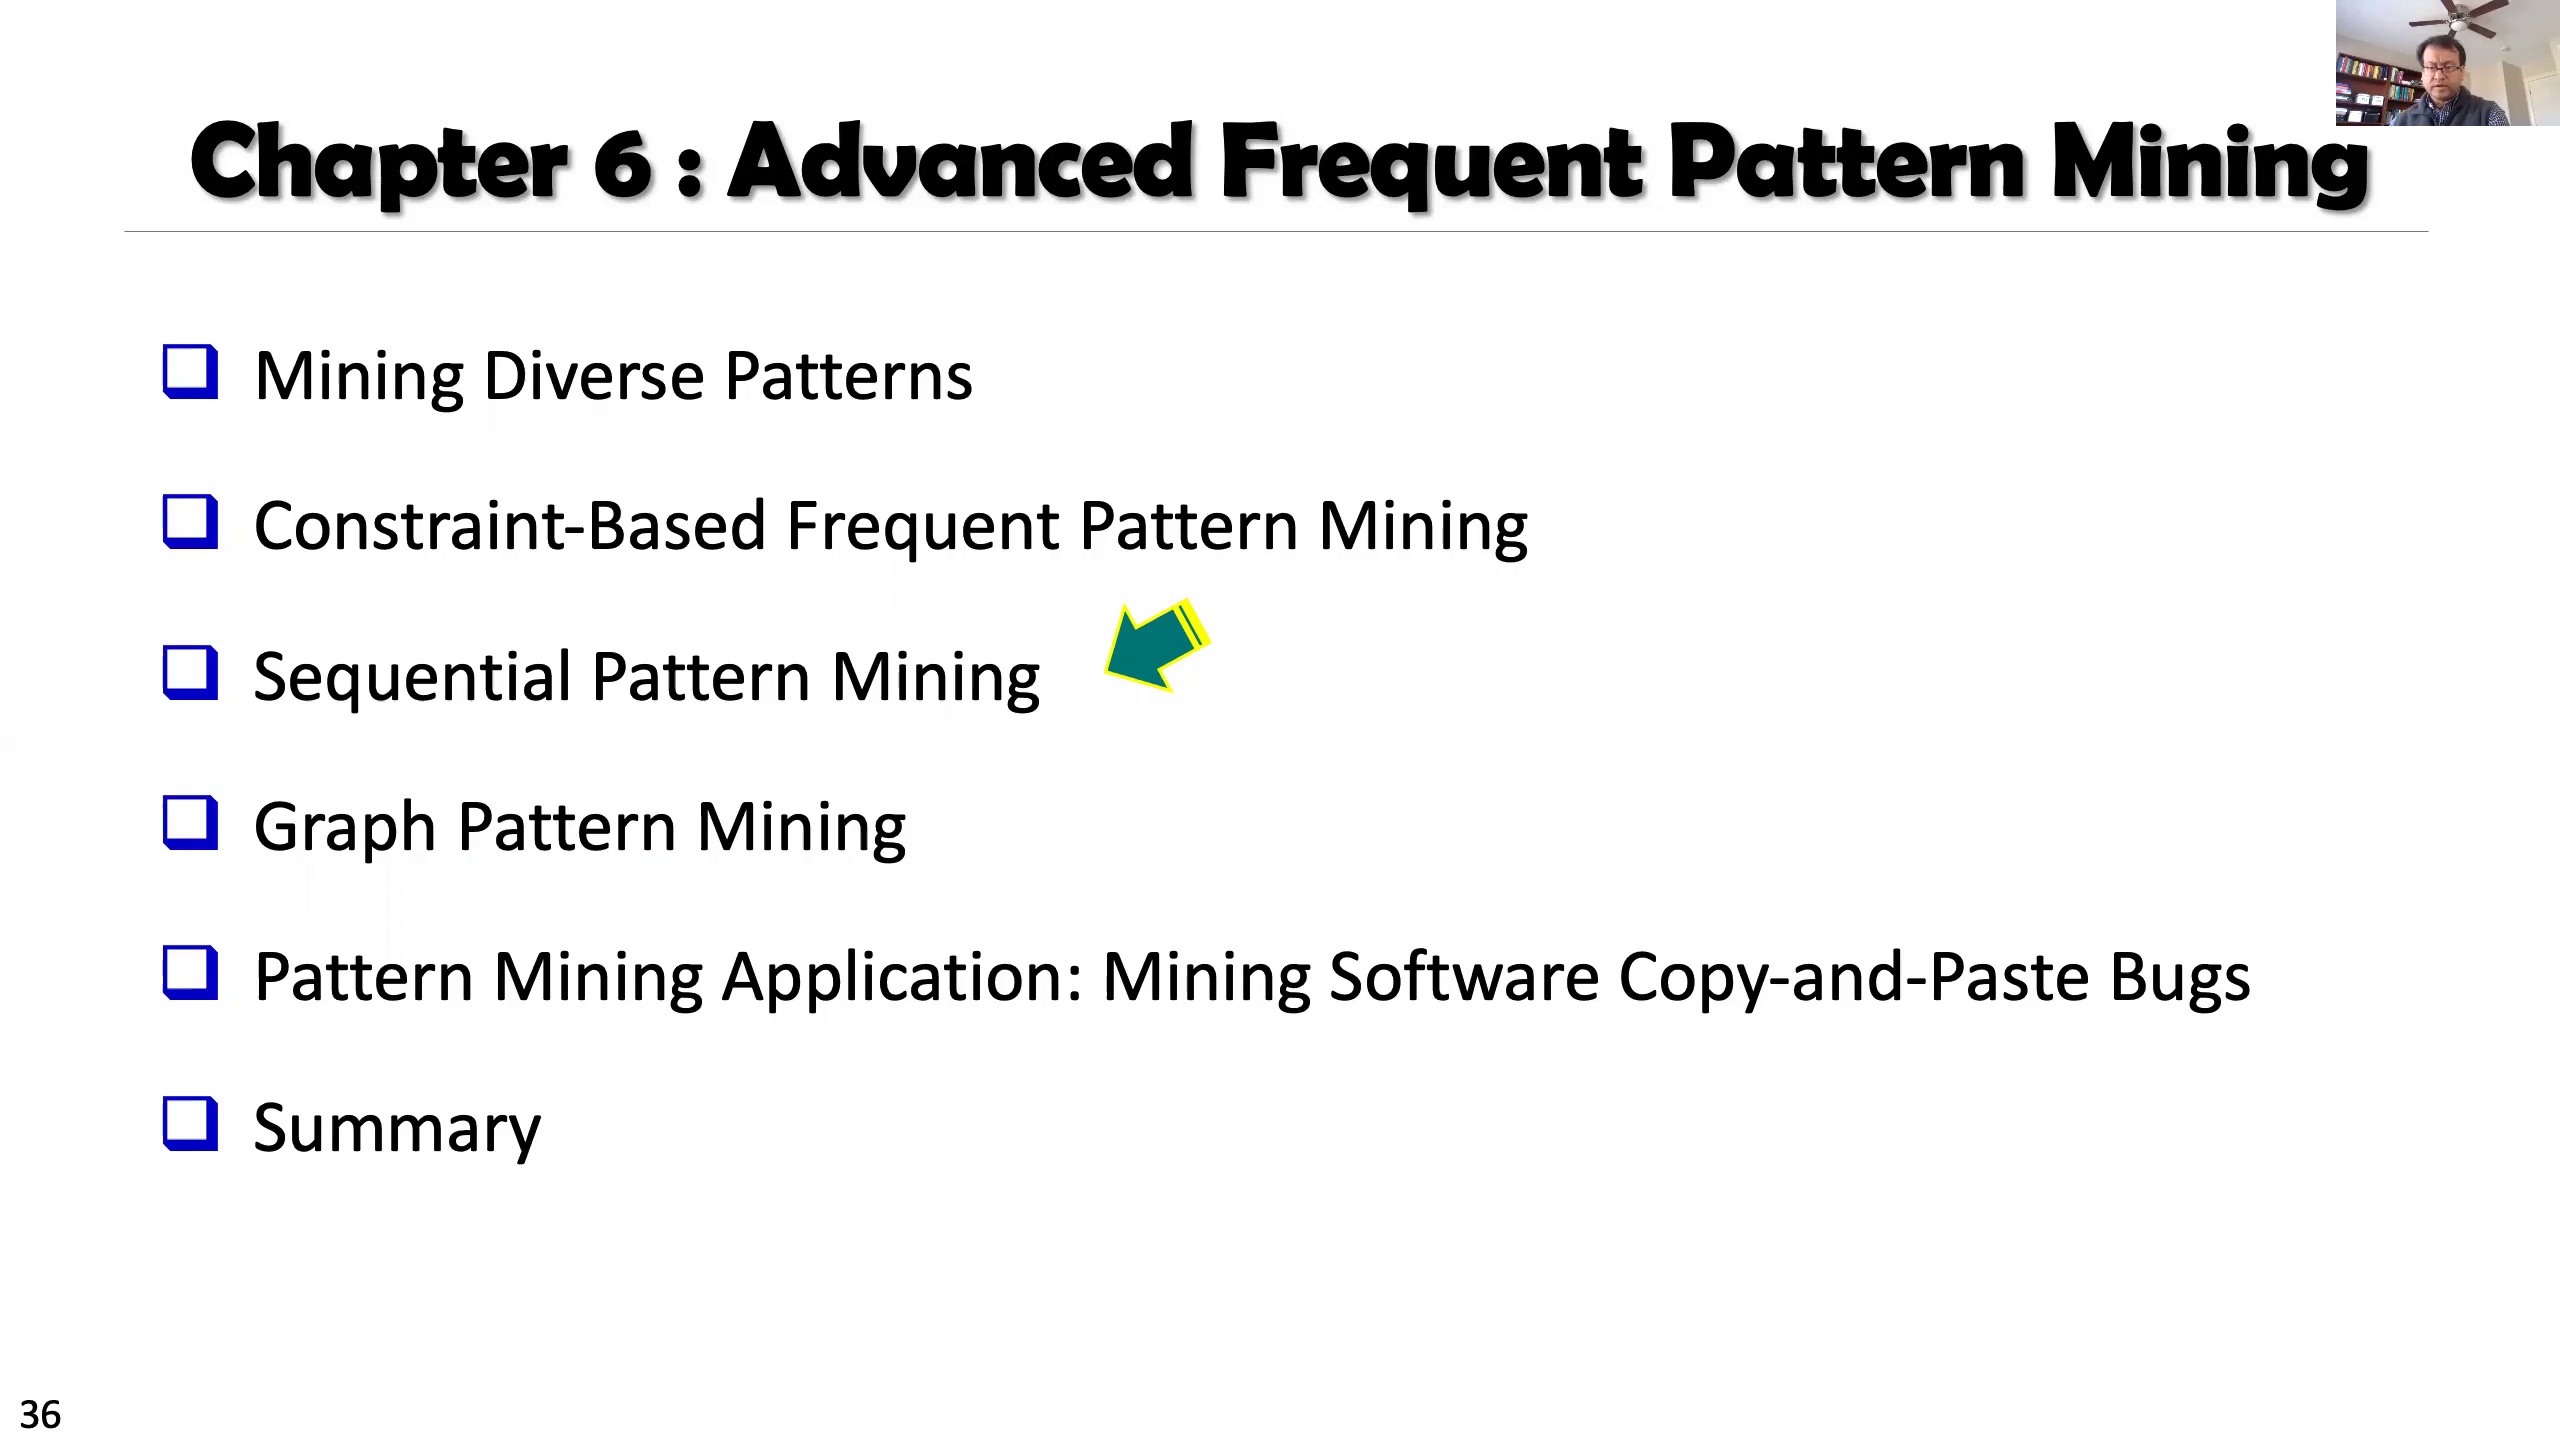 Chapter 6 : Advanced Frequent Pattern Mining
Mining Diverse Patterns
Constraint-Based Frequent Pattern Mining
Sequential Pattern Mining
Graph Pattern Mining
Pattern Mining Application: Mining Software Copy-and-Paste Bugs
Summary
36